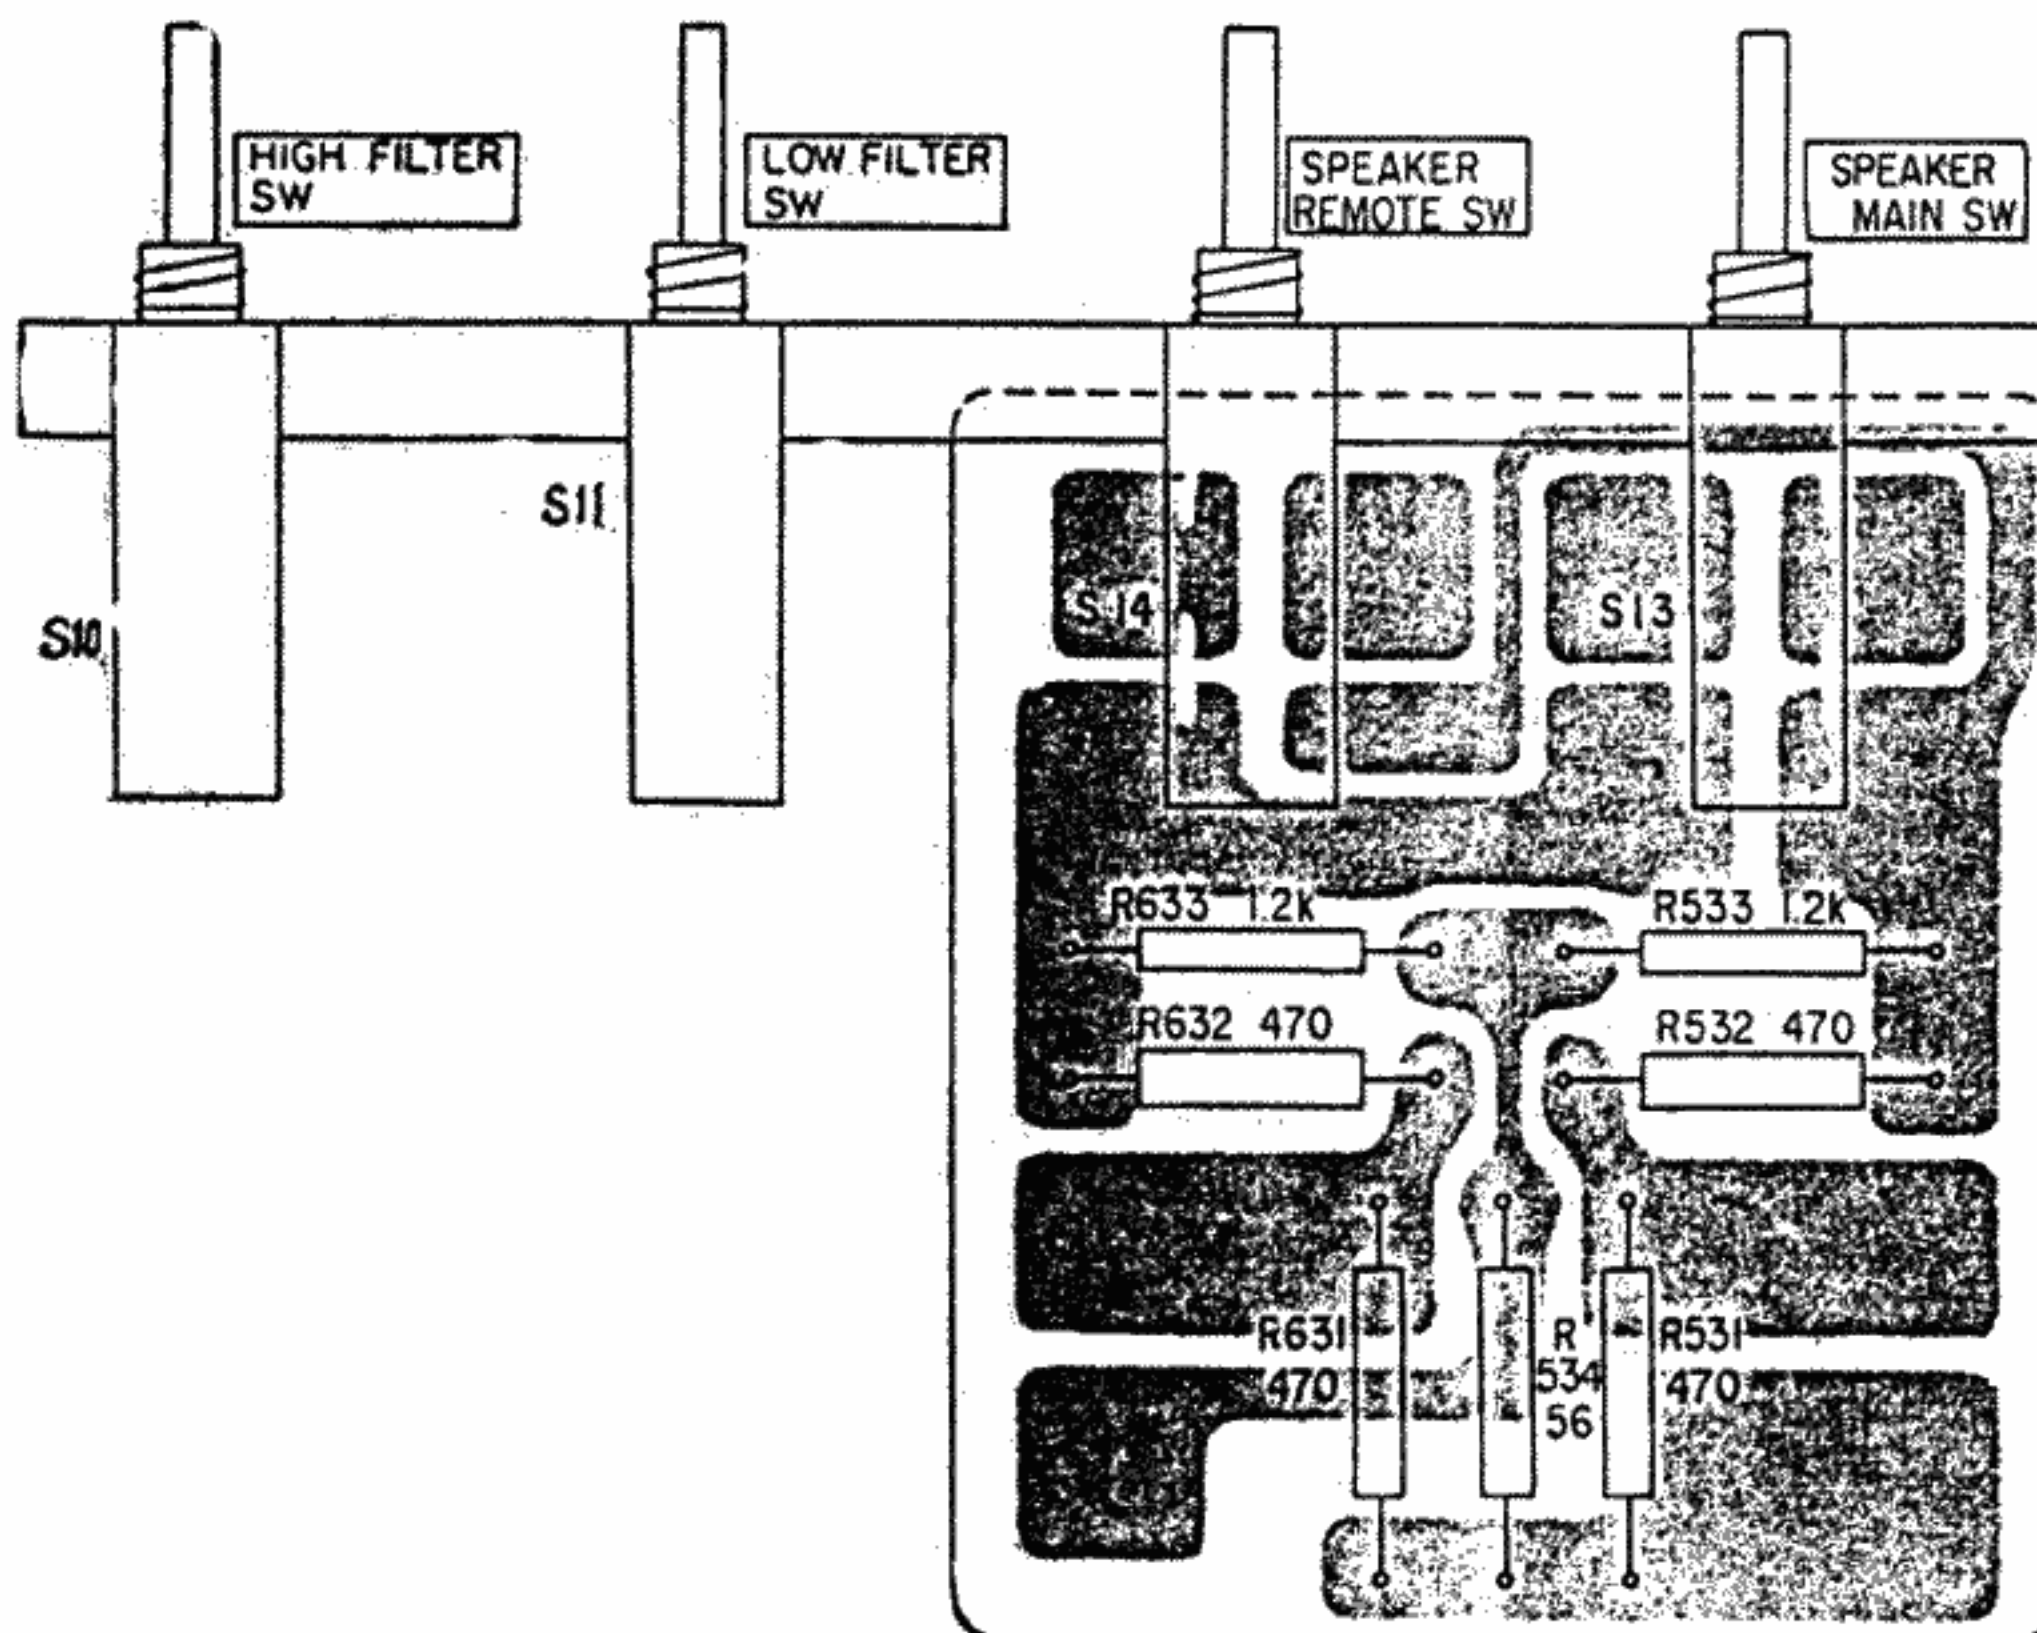 HIGH FILTER
SW
LOW FILTER
SW
SPEAKER
REMOTE SW
SPEAKER
MAIN SW
S10
S11
S14
S13
R633 1.2k
R533 1.2k
R632 470
R532 470
R631
470
R
534
56
R531
470